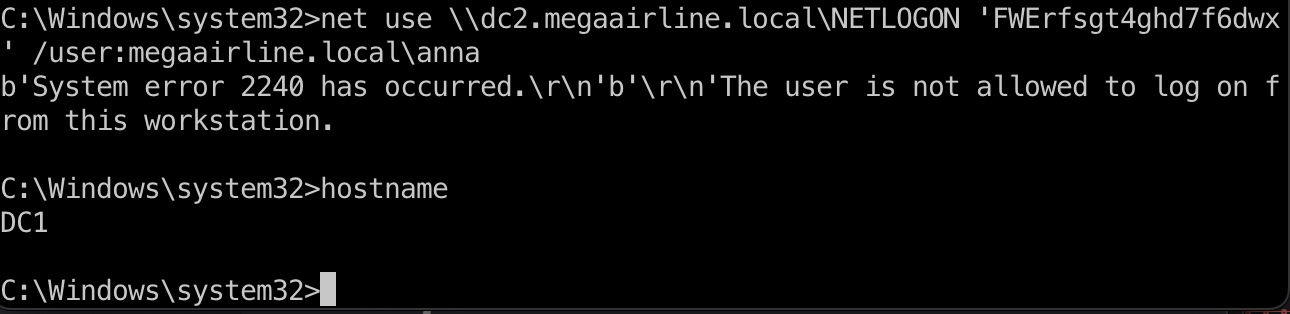 C:\Windows\system32>net use \\dc2.megaairline.local\NETLOGON 'FWErfsgt4ghd7f6dwx
' /user:megaairline.local\anna
b'System error 2240 has occurred.\r\n'b'\r\n'The user is not allowed to log on f
rom this workstation.
C:\Windows\system32>hostname
DC1
C:\Windows\system32>